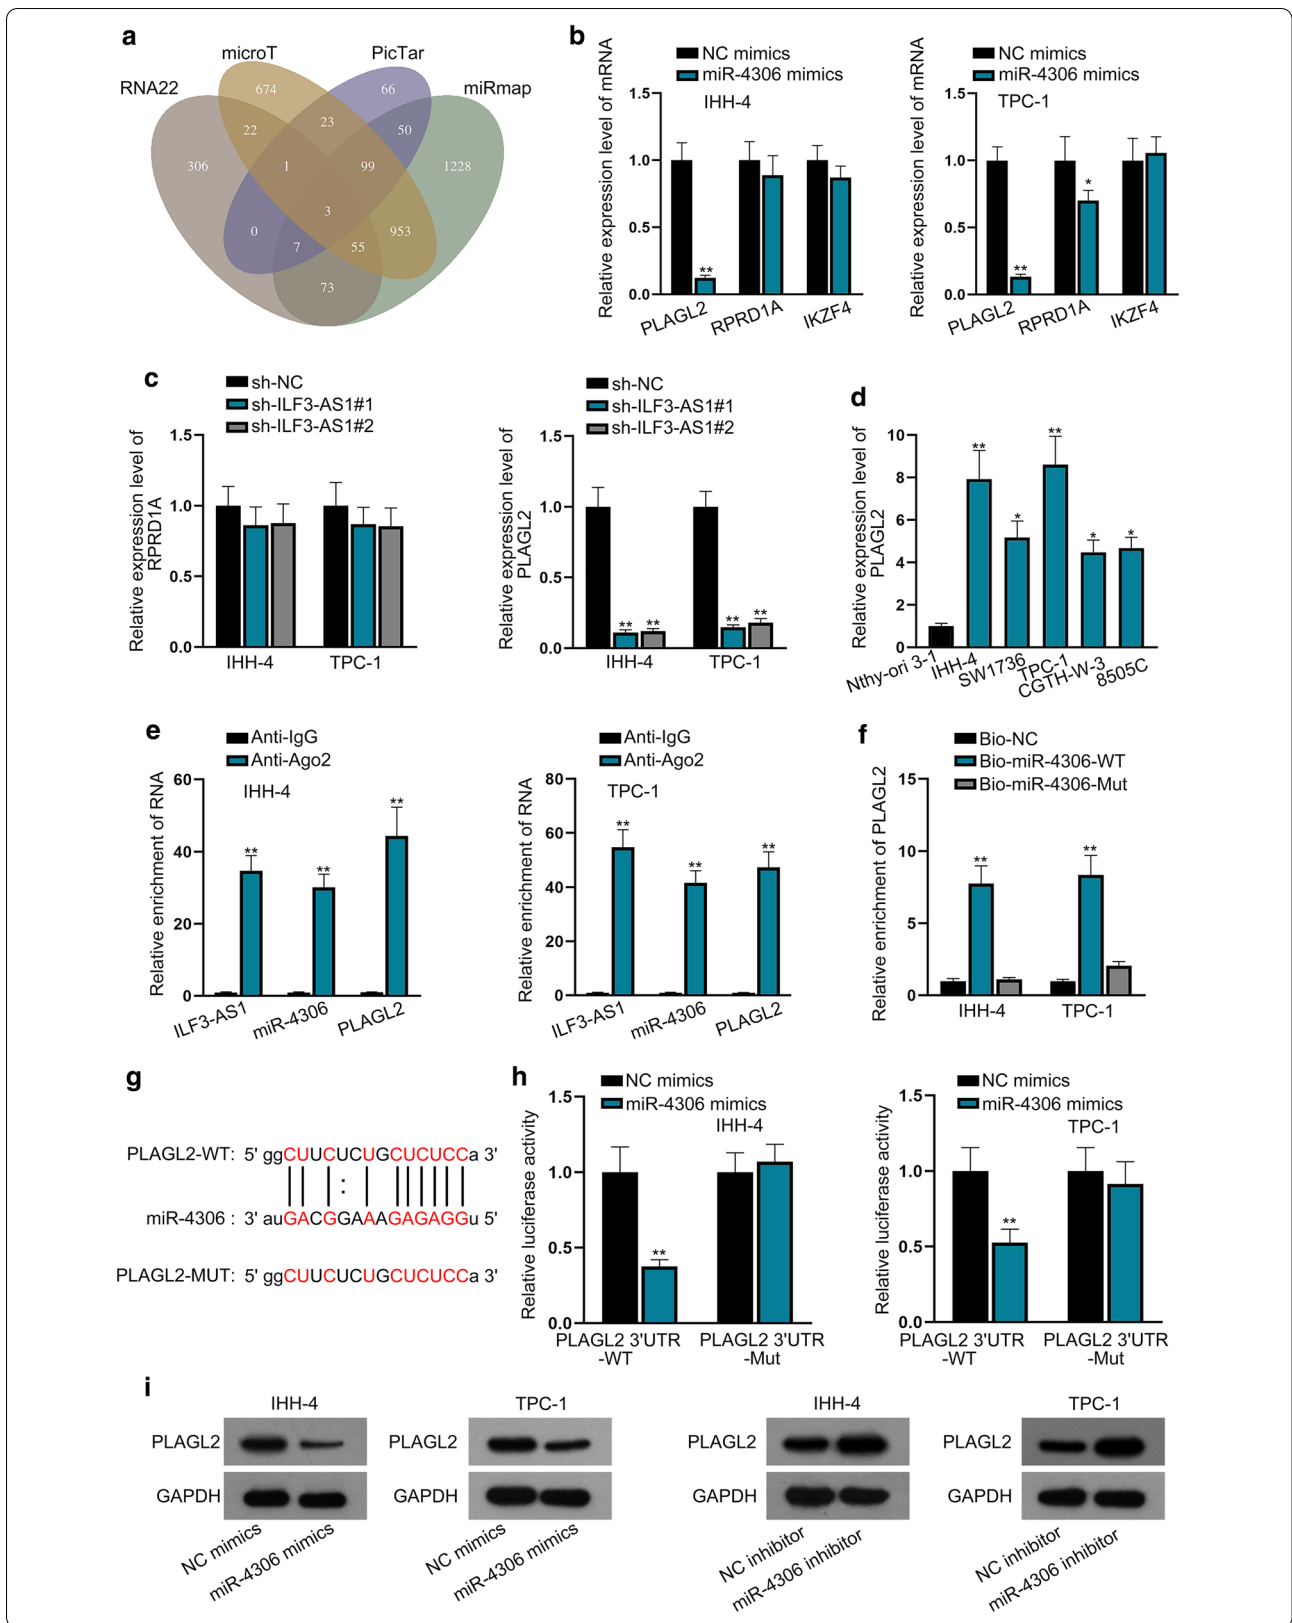 a
RNA22
microT
PicTar
miRmap
674
66
22
23
50
306
1
99
1228
3
0
7
55
953
73
b
NC mimics
miR-4306 mimics
IHH-4
Relative expression level of mRNA
1.5
1.0
0.5
0.0
**
PLAGL2
RPRD1A
IKZF4
NC mimics
miR-4306 mimics
TPC-1
Relative expression level of mRNA
1.5
1.0
0.5
0.0
**
*
PLAGL2
RPRD1A
IKZF4
c
sh-NC
sh-ILF3-AS1#1
sh-ILF3-AS1#2
Relative expression level of
RPRD1A
1.5
1.0
0.5
0.0
IHH-4
TPC-1
sh-NC
sh-ILF3-AS1#1
sh-ILF3-AS1#2
Relative expression level of
PLAGL2
1.5
1.0
0.5
0.0
** **
** **
IHH-4
TPC-1
d
Relative expression level of
PLAGL2
10
8
6
4
2
0
**
*
**
*
*
Nthy-ori 3-1
IHH-4
SW1736
TPC-1
CGTH-W-3
8505C
e
Anti-IgG
Anti-Ago2
IHH-4
Relative enrichment of RNA
60
40
20
0
**
**
**
ILF3-AS1
miR-4306
PLAGL2
Anti-IgG
Anti-Ago2
TPC-1
Relative enrichment of RNA
80
60
40
20
0
**
**
**
ILF3-AS1
miR-4306
PLAGL2
f
Bio-NC
Bio-miR-4306-WT
Bio-miR-4306-Mut
Relative enrichment of PLAGL2
15
10
5
0
**
**
IHH-4
TPC-1
g
PLAGL2-WT: 5' ggCUUCUCUGCUCUCCa 3'
miR-4306 : 3' auGACGGAAAGAGAGGu 5'
PLAGL2-MUT: 5' ggCUUCUCUGCUCUCCa 3'
h
NC mimics
miR-4306 mimics
IHH-4
Relative luciferase activity
1.5
1.0
0.5
0.0
**
PLAGL2 3'UTR
-WT
PLAGL2 3'UTR
-Mut
NC mimics
miR-4306 mimics
TPC-1
Relative luciferase activity
1.5
1.0
0.5
0.0
**
PLAGL2 3'UTR
-WT
PLAGL2 3'UTR
-Mut
i
IHH-4
PLAGL2
GAPDH
NC mimics
miR-4306 mimics
TPC-1
PLAGL2
GAPDH
NC mimics
miR-4306 mimics
IHH-4
PLAGL2
GAPDH
NC inhibitor
miR-4306 inhibitor
TPC-1
PLAGL2
GAPDH
NC inhibitor
miR-4306 inhibitor